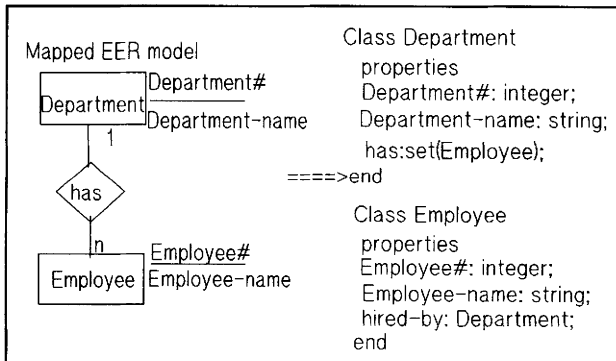 Mapped EER model
Department
Department#
Department-name
1
has
n
Employee
Employee#
Employee-name
====>end
Class Department
properties
Department#: integer;
Department-name: string;
has:set(Employee);
Class Employee
properties
Employee#: integer;
Employee-name: string;
hired-by: Department;
end